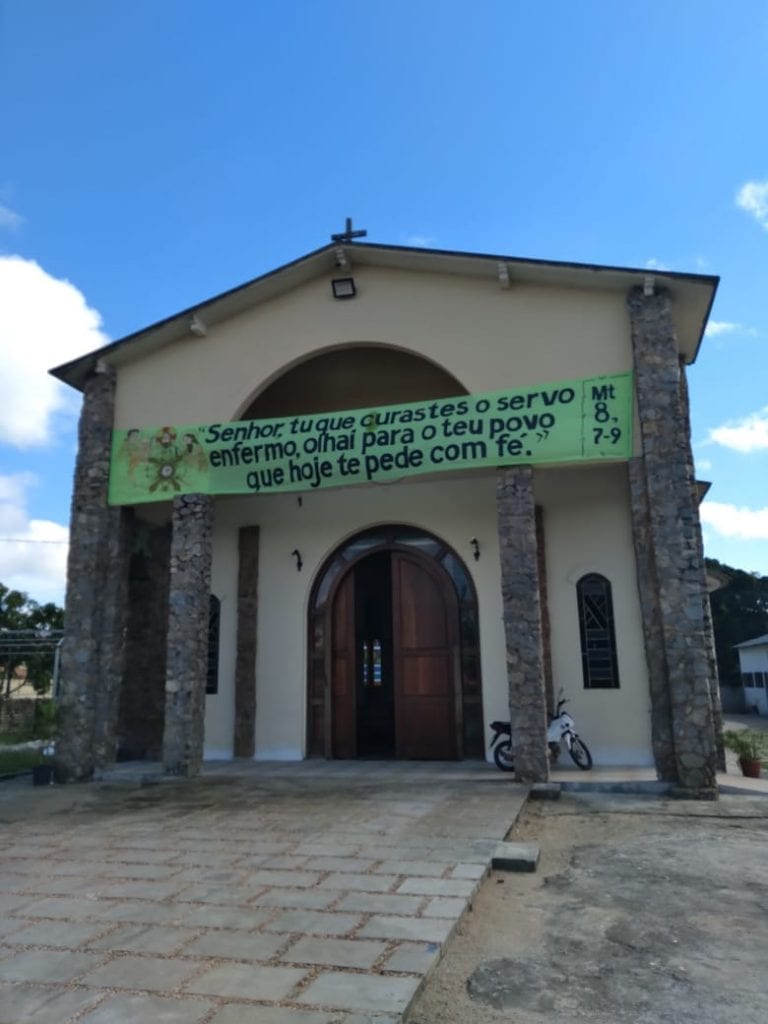 "Senhor, tu que curastes o servo
enfermo, olhaí para o teu povo
que hoje te pede com fé."
Mt
8,
7-9